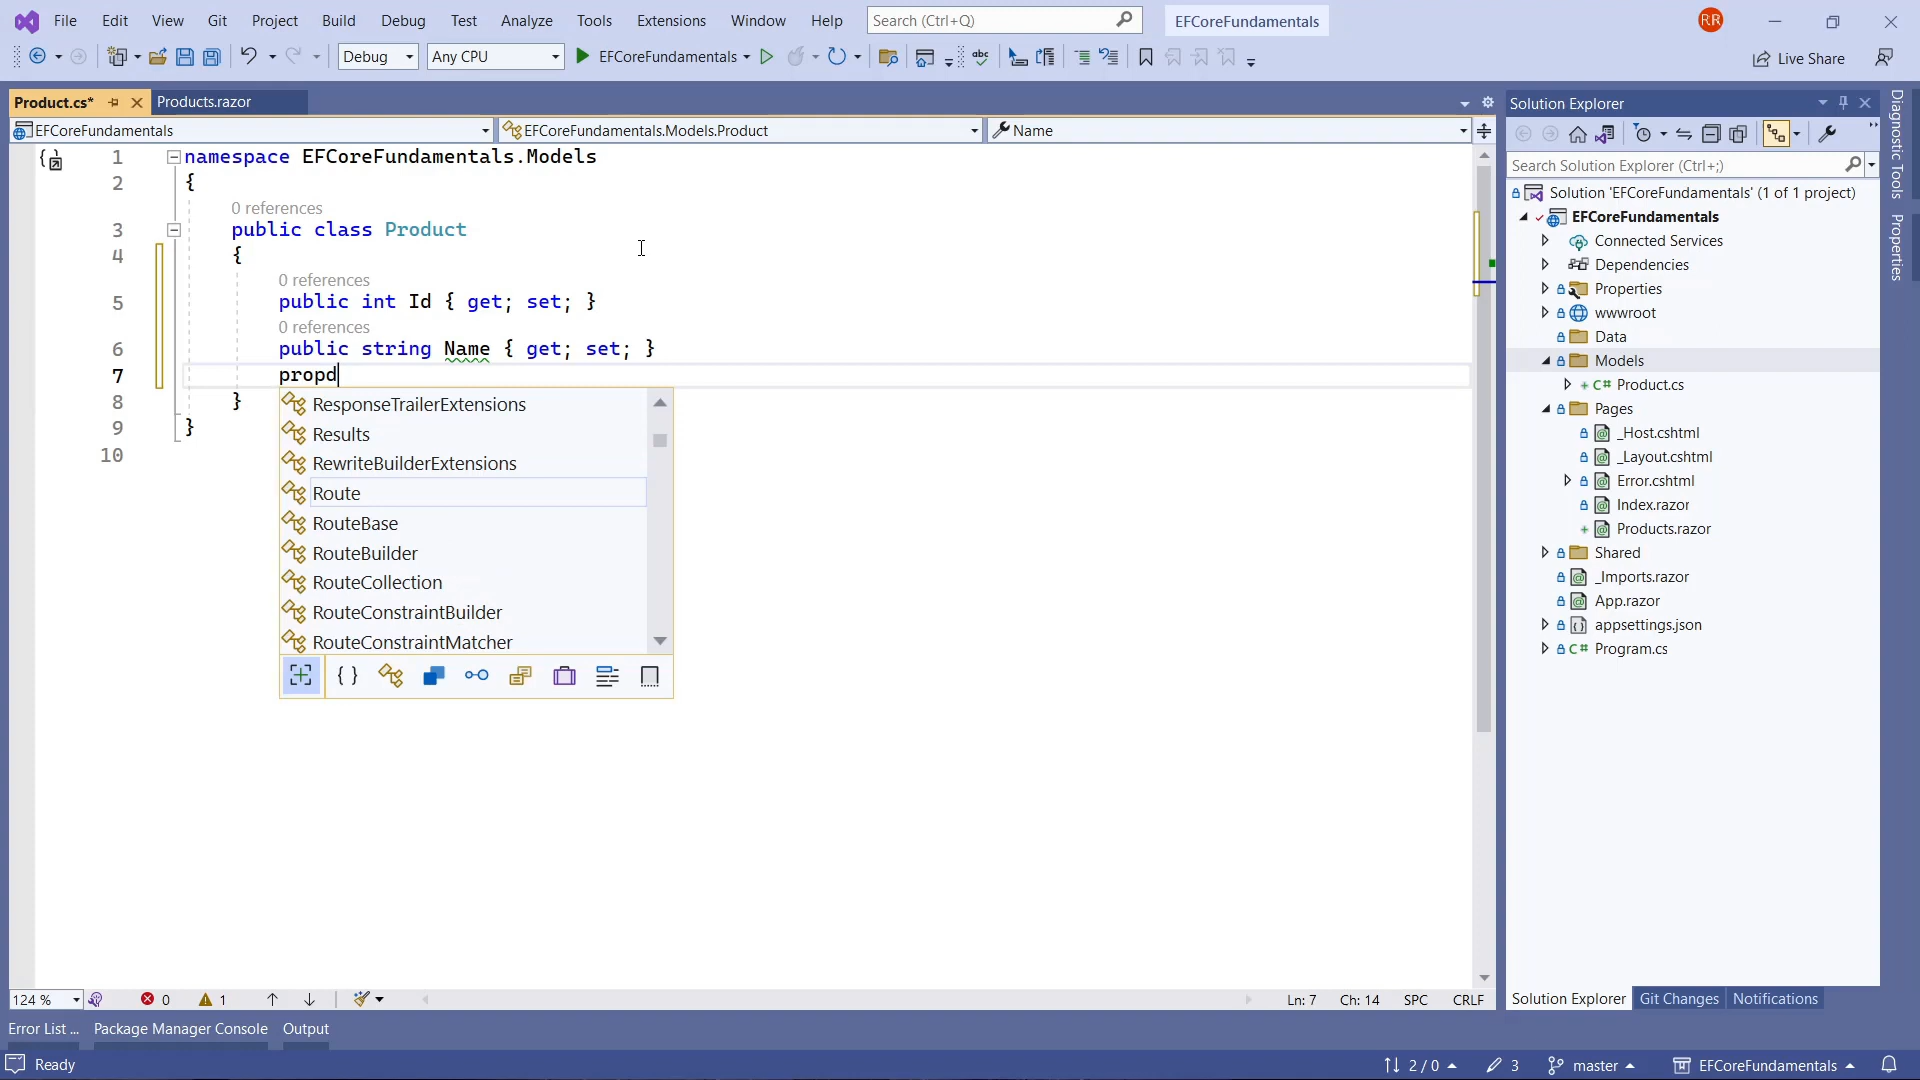 File Edit View Git Project Build Debug Test Analyze Tools Extensions Window Help Search (Ctrl+Q) EFCoreFundamentals RR
Debug Any CPU EFCoreFundamentals Live Share
Product.cs* Products.razor
EFCoreFundamentals EFCoreFundamentals.Models.Product Name
1 namespace EFCoreFundamentals.Models
2 {
0 references
3 public class Product
4 {
0 references
5 public int Id { get; set; }
0 references
6 public string Name { get; set; }
7 propd
8 }
9 }
10
ResponseTrailerExtensions
Results
RewriteBuilderExtensions
Route
RouteBase
RouteBuilder
RouteCollection
RouteConstraintBuilder
RouteConstraintMatcher
Solution Explorer
Search Solution Explorer (Ctrl+;)
Solution 'EFCoreFundamentals' (1 of 1 project)
EFCoreFundamentals
Connected Services
Dependencies
Properties
wwwroot
Data
Models
C# Product.cs
Pages
_Host.cshtml
_Layout.cshtml
Error.cshtml
Index.razor
Products.razor
Shared
_Imports.razor
App.razor
appsettings.json
C# Program.cs
Diagnostic Tools
Properties
124 % 0 1 Ln: 7 Ch: 14 SPC CRLF
Solution Explorer Git Changes Notifications
Error List ... Package Manager Console Output
Ready 2 / 0 3 master EFCoreFundamentals